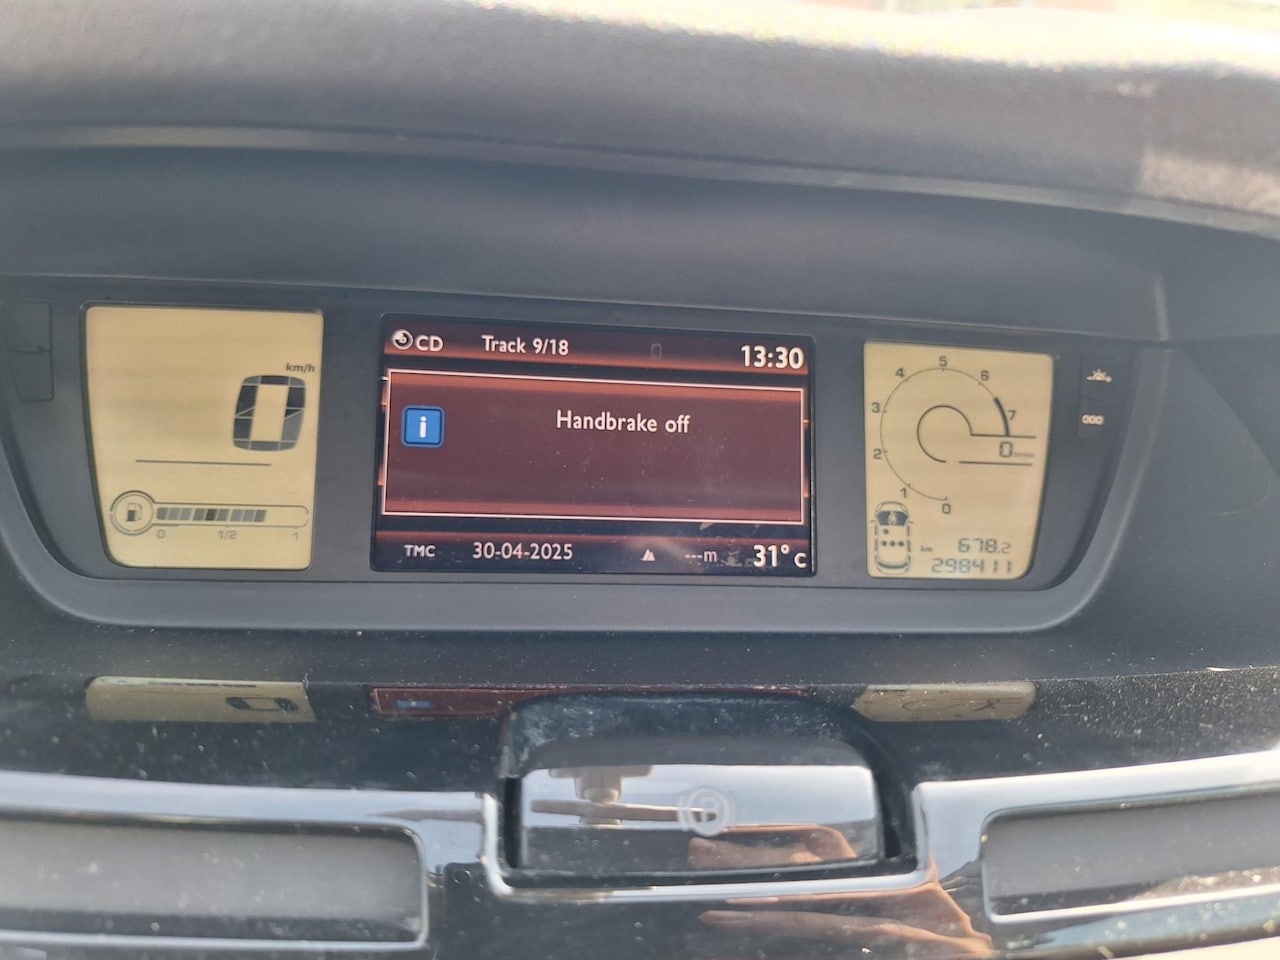 CD Track 9/18 13:30
Handbrake off
TMC 30-04-2025 ---m 31° C
km/h
0
0 1/2 1
0 1 2 3 4 5 6 7
0
km 678.2
298411
000
P